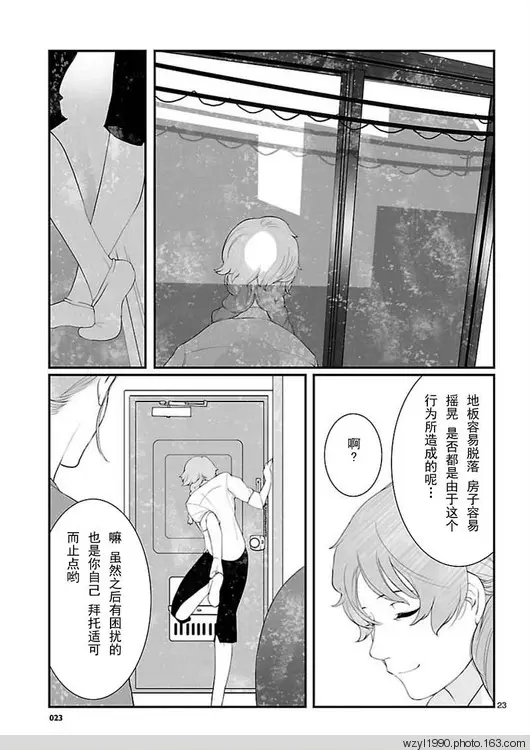 地板容易脱落 房子容易
摇晃 是否都是由于这个
行为所造成的呢…
啊?
嘛 虽然之后有困扰的
也是你自己 拜托适可
而止点哟
23
023
wzyl1990.photo.163.com